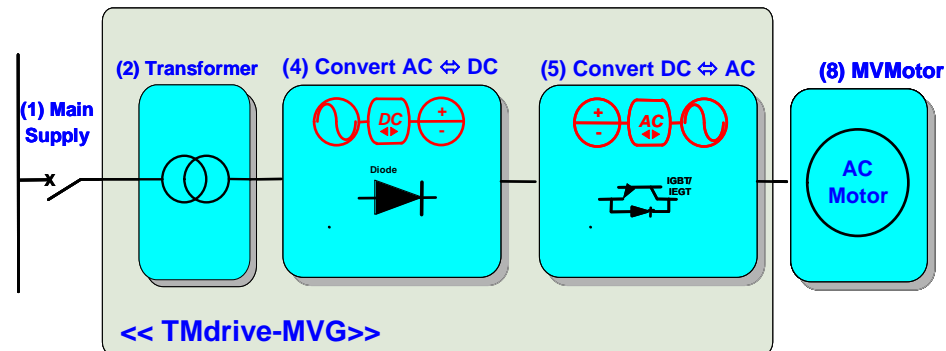 (1) Main
Supply
x
(2) Transformer
(4) Convert AC ⇔ DC
DC
+
-
Diode
(5) Convert DC ⇔ AC
+
-
AC
IGBT/
IEGT
(8) MVMotor
AC
Motor
<< TMdrive-MVG>>